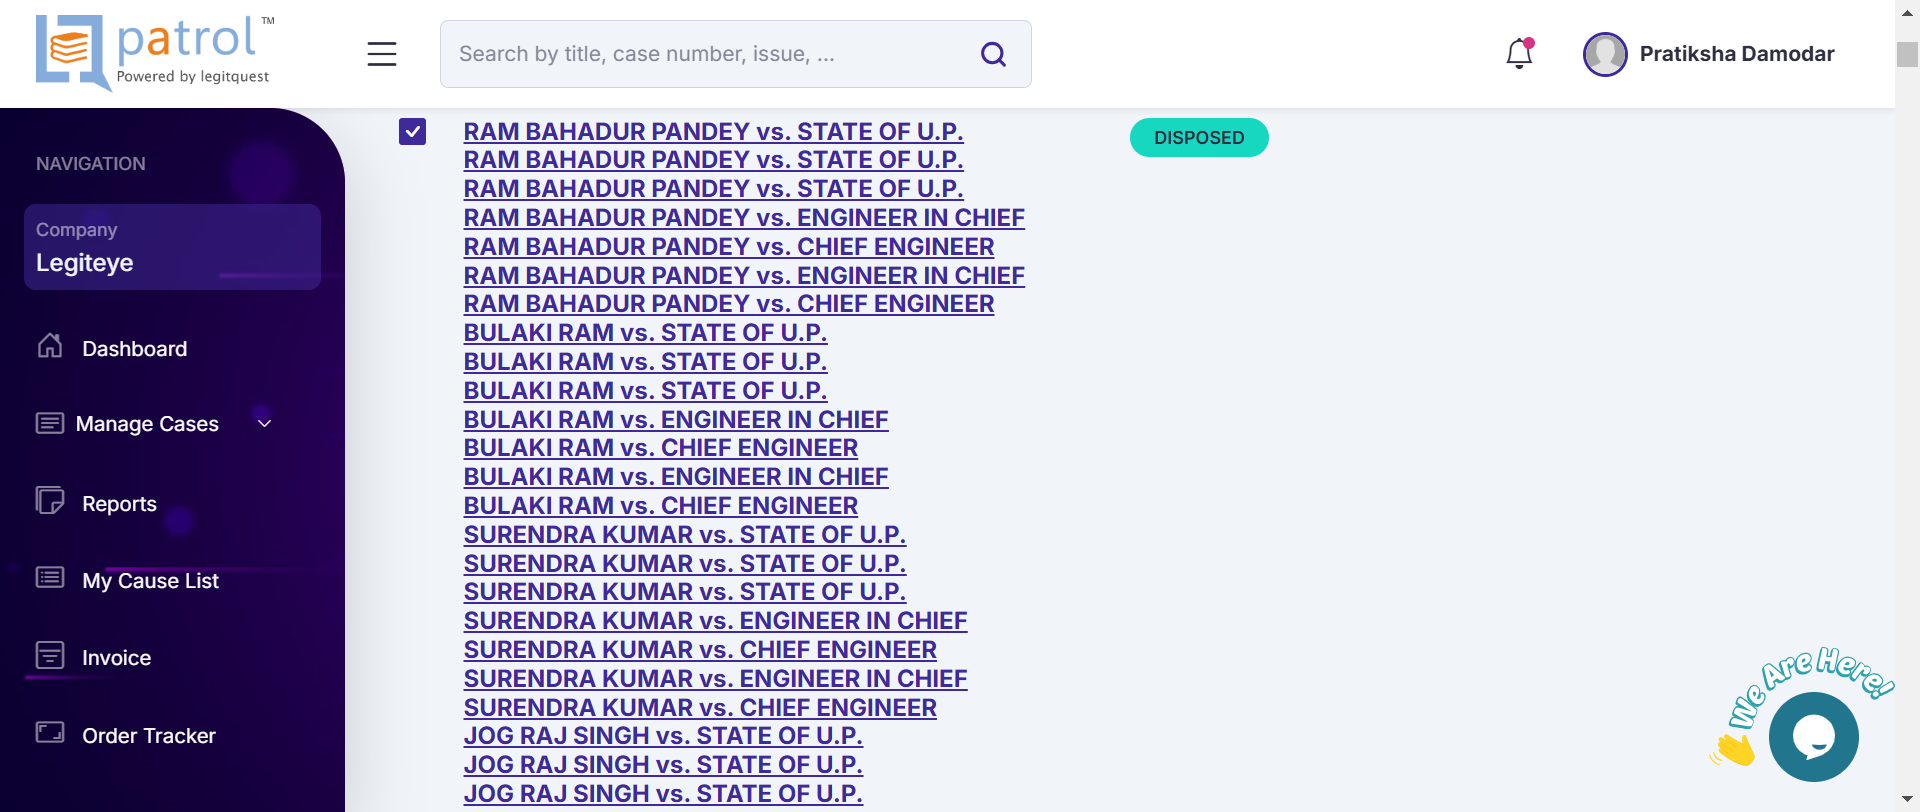 patrol™
Powered by legitquest
Search by title, case number, issue, ...
Pratiksha Damodar
NAVIGATION
Company
Legiteye
Dashboard
Manage Cases
Reports
My Cause List
Invoice
Order Tracker
RAM BAHADUR PANDEY vs. STATE OF U.P.
DISPOSED
RAM BAHADUR PANDEY vs. STATE OF U.P.
RAM BAHADUR PANDEY vs. STATE OF U.P.
RAM BAHADUR PANDEY vs. ENGINEER IN CHIEF
RAM BAHADUR PANDEY vs. CHIEF ENGINEER
RAM BAHADUR PANDEY vs. ENGINEER IN CHIEF
RAM BAHADUR PANDEY vs. CHIEF ENGINEER
BULAKI RAM vs. STATE OF U.P.
BULAKI RAM vs. STATE OF U.P.
BULAKI RAM vs. STATE OF U.P.
BULAKI RAM vs. ENGINEER IN CHIEF
BULAKI RAM vs. CHIEF ENGINEER
BULAKI RAM vs. ENGINEER IN CHIEF
BULAKI RAM vs. CHIEF ENGINEER
SURENDRA KUMAR vs. STATE OF U.P.
SURENDRA KUMAR vs. STATE OF U.P.
SURENDRA KUMAR vs. STATE OF U.P.
SURENDRA KUMAR vs. ENGINEER IN CHIEF
SURENDRA KUMAR vs. CHIEF ENGINEER
SURENDRA KUMAR vs. ENGINEER IN CHIEF
SURENDRA KUMAR vs. CHIEF ENGINEER
JOG RAJ SINGH vs. STATE OF U.P.
JOG RAJ SINGH vs. STATE OF U.P.
JOG RAJ SINGH vs. STATE OF U.P.
We Are Here!